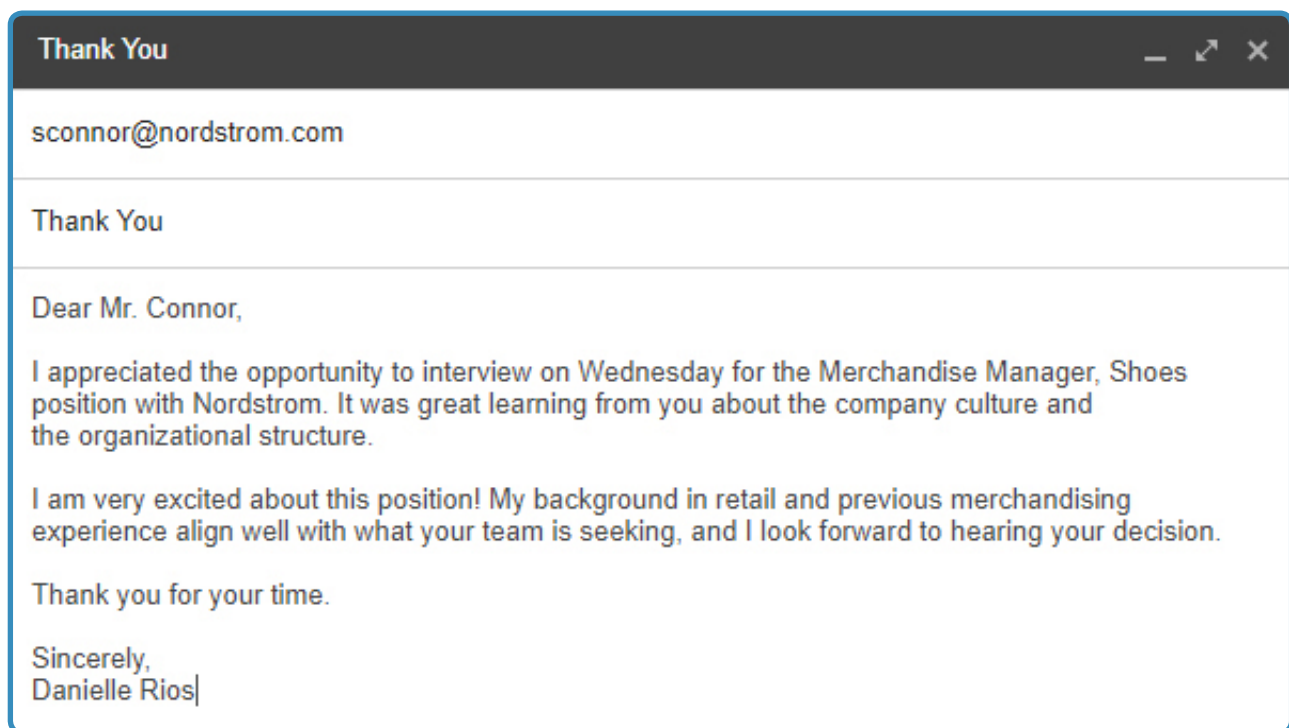 Thank You
sconnor@nordstrom.com
Thank You
Dear Mr. Connor,
I appreciated the opportunity to interview on Wednesday for the Merchandise Manager, Shoes
position with Nordstrom. It was great learning from you about the company culture and
the organizational structure.
I am very excited about this position! My background in retail and previous merchandising
experience align well with what your team is seeking, and I look forward to hearing your decision.
Thank you for your time.
Sincerely,
Danielle Rios